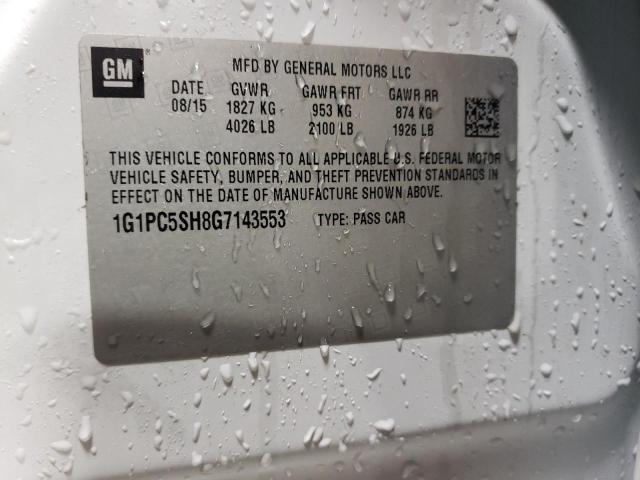 GM ®
MFD BY GENERAL MOTORS LLC
DATE GVWR GAWR FRT GAWR RR
08/15 1827 KG 953 KG 874 KG
4026 LB 2100 LB 1926 LB
THIS VEHICLE CONFORMS TO ALL APPLICABLE U.S. FEDERAL MOTOR
VEHICLE SAFETY, BUMPER, AND THEFT PREVENTION STANDARDS IN
EFFECT ON THE DATE OF MANUFACTURE SHOWN ABOVE.
1G1PC5SH8G7143553 TYPE: PASS CAR